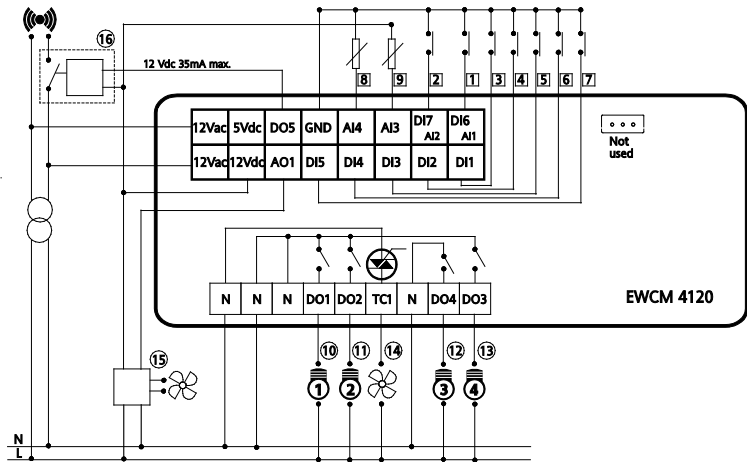 16
12 Vdc 35mA max.
8 9 2 1 3 4 5 6 7
12Vac 5Vdc DO5 GND AI4 AI3 DI7 AI2 DI6 AI1
12Vac 12Vdc AO1 DI5 DI4 DI3 DI2 DI1
Not
used
N N N DO1 DO2 TC1 N DO4 DO3
EWCM 4120
15 10 11 14 12 13
1 2 3 4
N
L